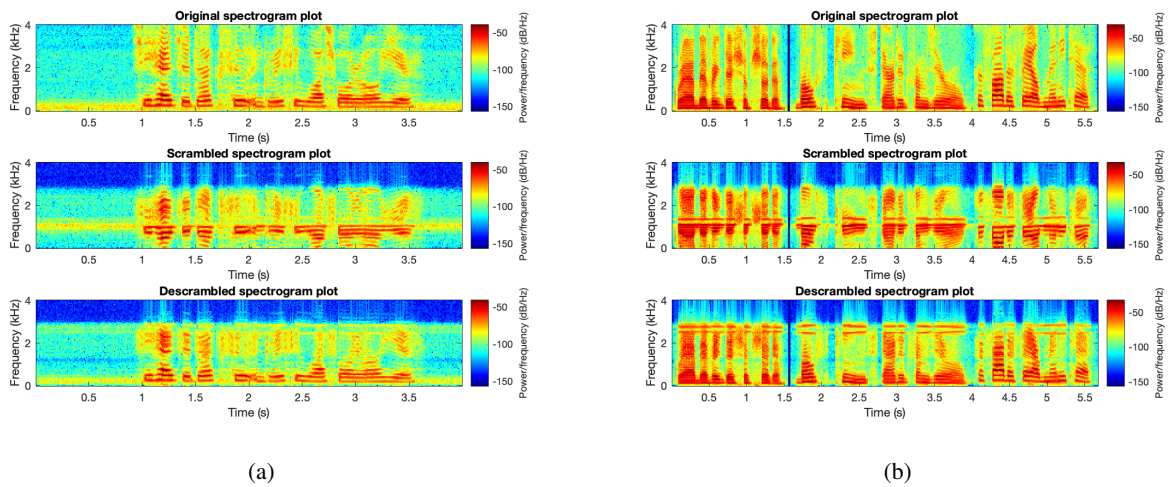 Original spectrogram plot
Frequency (kHz)
4
2
0
0.5 1 1.5 2 2.5 3 3.5
Time (s)
-50
-100
-150
Power/frequency (dB/Hz)
Scrambled spectrogram plot
Frequency (kHz)
4
2
0
0.5 1 1.5 2 2.5 3 3.5
Time (s)
-50
-100
-150
Power/frequency (dB/Hz)
Descrambled spectrogram plot
Frequency (kHz)
4
2
0
0.5 1 1.5 2 2.5 3 3.5
Time (s)
-50
-100
-150
Power/frequency (dB/Hz)
(a)
Original spectrogram plot
Frequency (kHz)
4
2
0
0.5 1 1.5 2 2.5 3 3.5 4 4.5 5 5.5
Time (s)
-50
-100
-150
Power/frequency (dB/Hz)
Scrambled spectrogram plot
Frequency (kHz)
4
2
0
0.5 1 1.5 2 2.5 3 3.5 4 4.5 5 5.5
Time (s)
-50
-100
-150
Power/frequency (dB/Hz)
Descrambled spectrogram plot
Frequency (kHz)
4
2
0
0.5 1 1.5 2 2.5 3 3.5 4 4.5 5 5.5
Time (s)
-50
-100
-150
Power/frequency (dB/Hz)
(b)